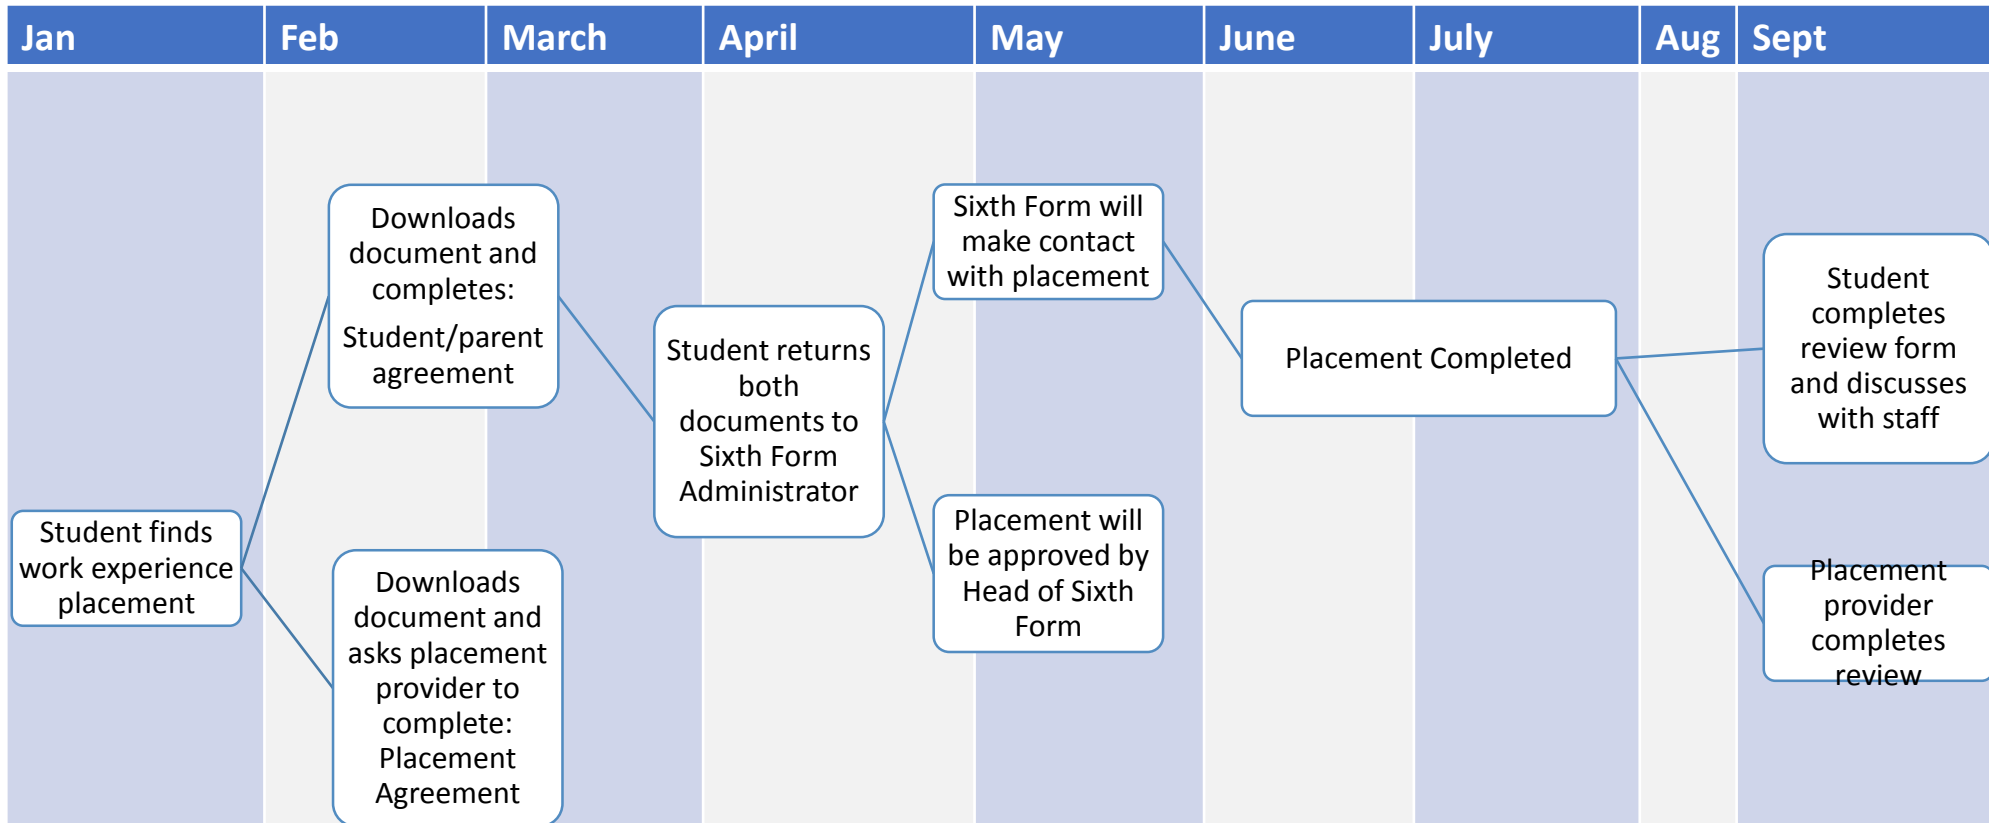 Jan Feb March April May June July Aug Sept
Student finds
work experience
placement
Downloads
document and
completes:
Student/parent
agreement
Downloads
document and
asks placement
provider to
complete:
Placement
Agreement
Student returns
both
documents to
Sixth Form
Administrator
Sixth Form will
make contact
with placement
Placement will
be approved by
Head of Sixth
Form
Placement Completed
Student
completes
review form
and discusses
with staff
Placement
provider
completes
review